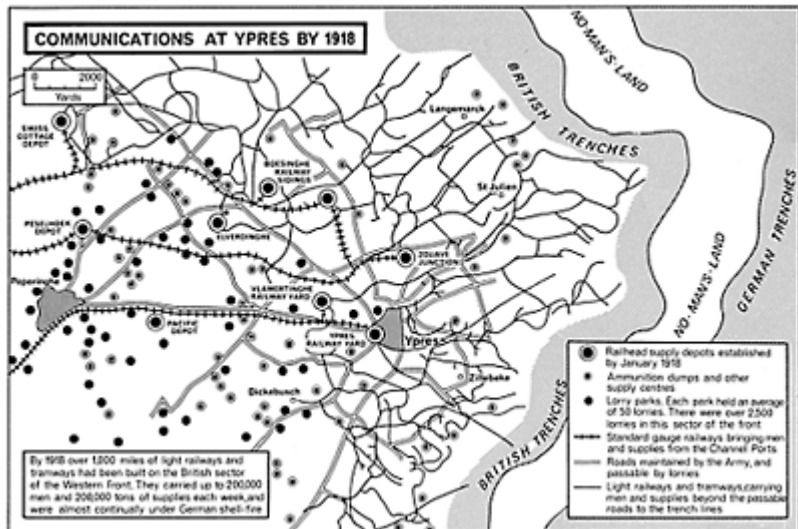 COMMUNICATIONS AT YPRES BY 1918
0 2000
Yards
SWISS
COTTAGE
DEPOT
BOESINGHE
RAILWAY
SIDINGS
Langemarck
BRITISH TRENCHES
NO-MAN'S-LAND
St Julian
PESELHOEK
DEPOT
ELVERDINGHE
ZOUAVE
JUNCTION
Poperinghe
VLAMERTINGHE
RAILWAY YARD
PACIFIC
DEPOT
YPRES
RAILWAY
YARD
Ypres
Zillebeke
Dickebusch
NO-MAN'S-LAND
GERMAN TRENCHES
BRITISH TRENCHES
Railhead supply depots established
by January 1918
Ammunition dumps and other
supply centres
Lorry parks. Each park held an average
of 50 lorries. There were over 2,500
lorries in this sector of the front
Standard gauge railways bringing men
and supplies from the Channel Ports
Roads maintained by the Army, and
passable by lorries
Light railways and tramways, carrying
men and supplies beyond the passable
roads to the trench lines
By 1918 over 1,000 miles of light railways and
tramways had been built on the British sector
of the Western Front. They carried up to 200,000
men and 200,000 tons of supplies each week, and
were almost continually under German shell-fire